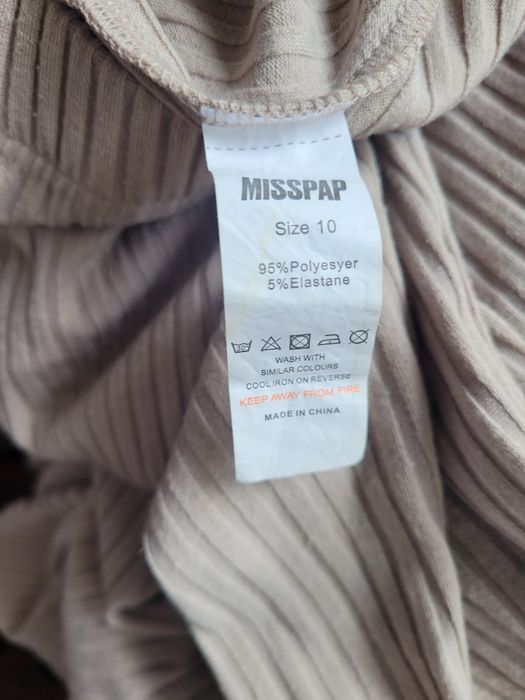 MISSPAP
Size 10
95%Polyesyer
5%Elastane
30°
WASH WITH
SIMILAR COLOURS
COOL IRON ON REVERSE
KEEP AWAY FROM FIRE
MADE IN CHINA